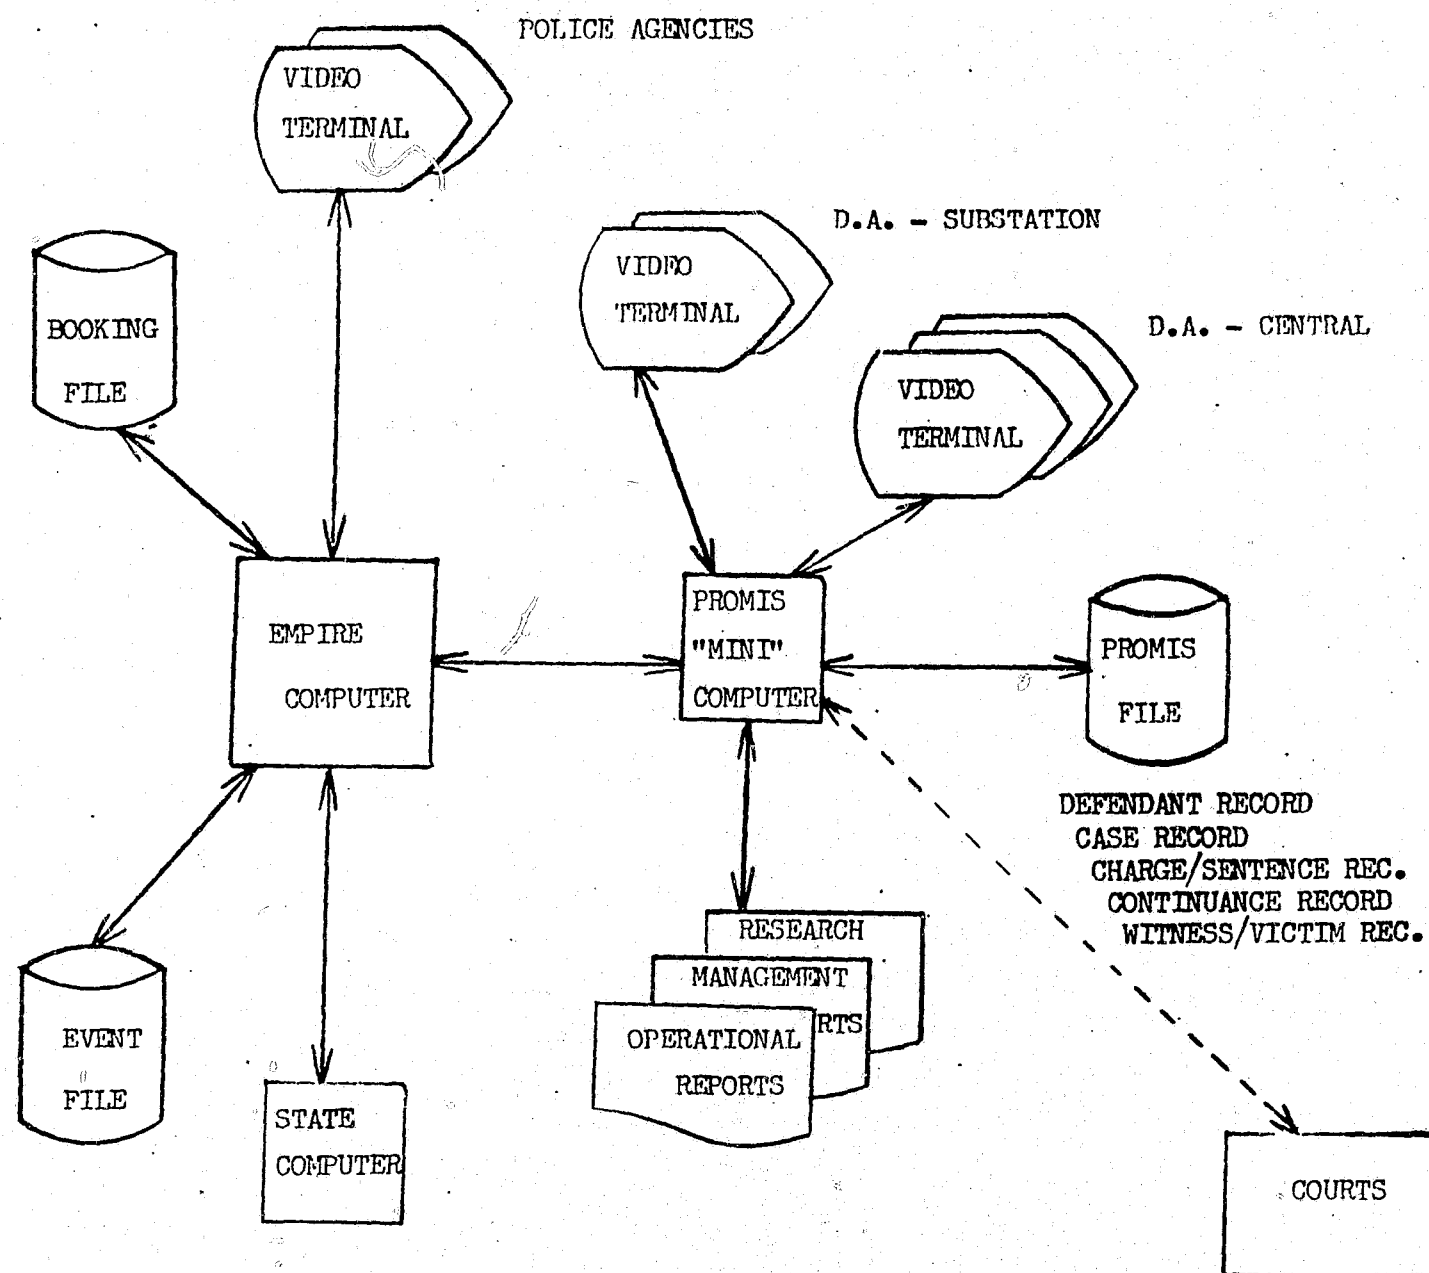 POLICE AGENCIES
VIDEO
TERMINAL
D.A. - SUBSTATION
VIDEO
TERMINAL
D.A. - CENTRAL
VIDEO
TERMINAL
BOOKING
FILE
EMPIRE
COMPUTER
PROMIS
"MINI"
COMPUTER
PROMIS
FILE
DEFENDANT RECORD
CASE RECORD
CHARGE/SENTENCE REC.
CONTINUANCE RECORD
WITNESS/VICTIM REC.
RESEARCH
MANAGEMENT
RTS
OPERATIONAL
REPORTS
EVENT
FILE
STATE
COMPUTER
COURTS